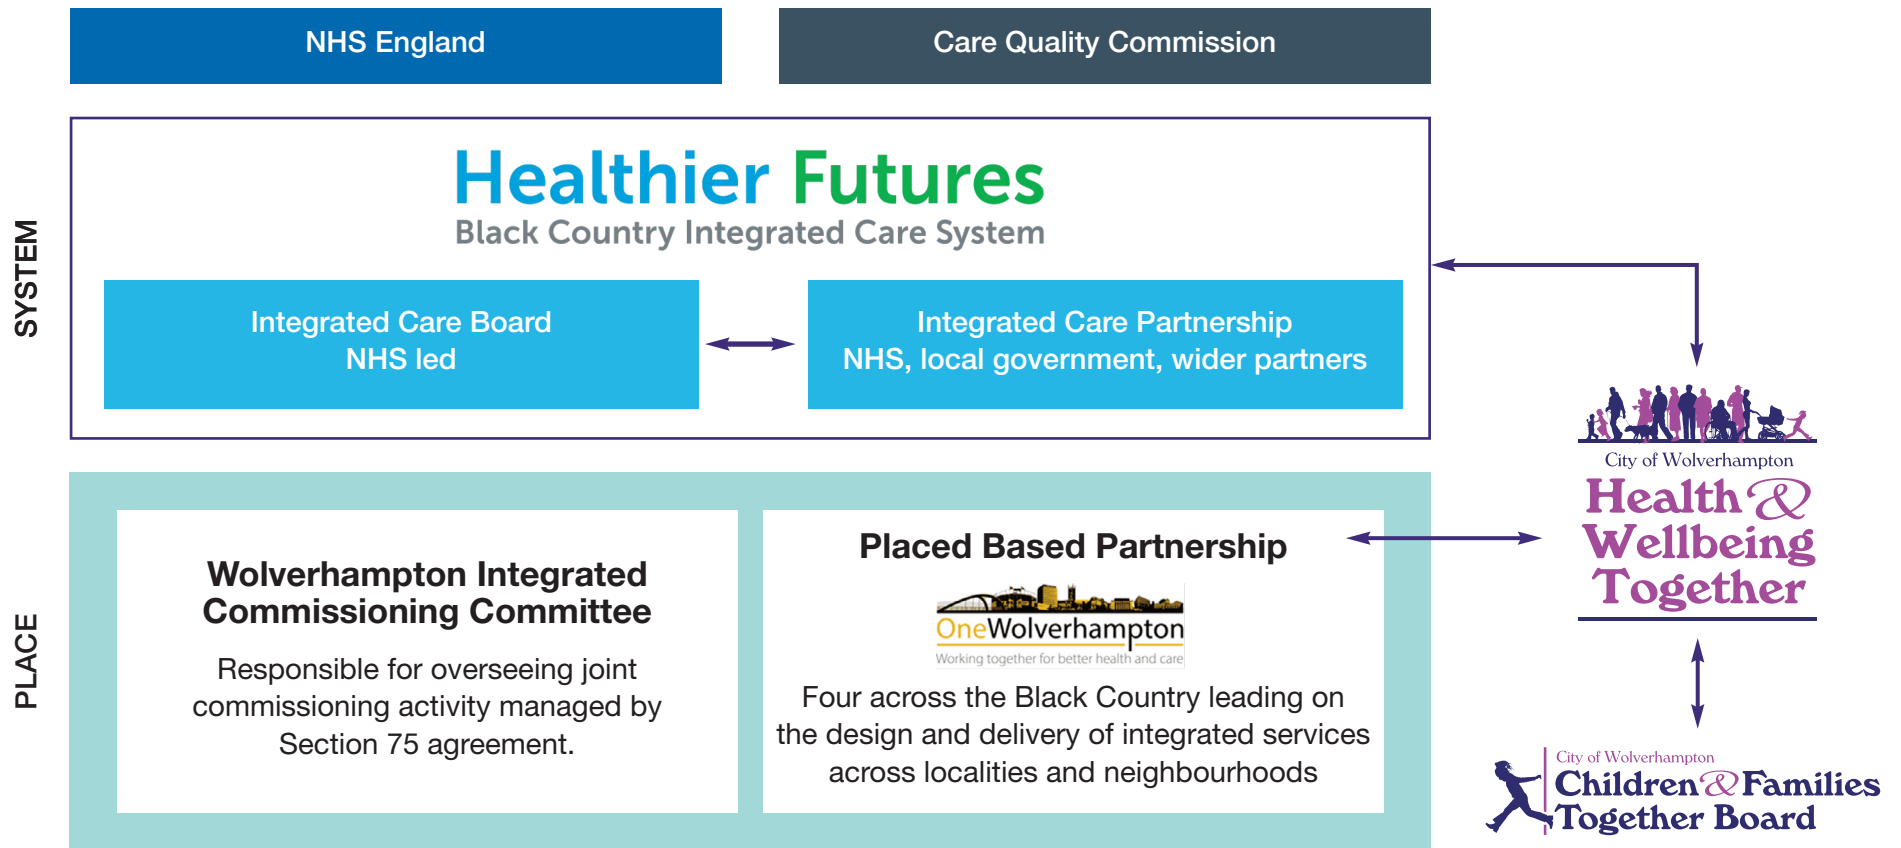 NHS England
Care Quality Commission
SYSTEM
Healthier Futures
Black Country Integrated Care System
Integrated Care Board
NHS led
Integrated Care Partnership
NHS, local government, wider partners
PLACE
Wolverhampton Integrated
Commissioning Committee
Responsible for overseeing joint
commissioning activity managed by
Section 75 agreement.
Placed Based Partnership
OneWolverhampton
Working together for better health and care
Four across the Black Country leading on
the design and delivery of integrated services
across localities and neighbourhoods
City of Wolverhampton
Health &
Wellbeing
Together
City of Wolverhampton
Children & Families
Together Board